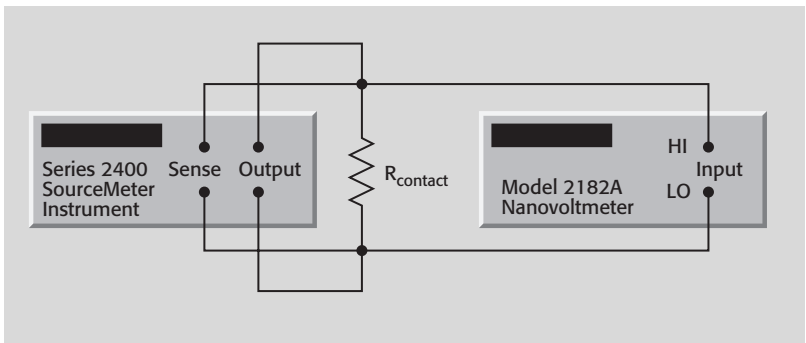 Series 2400
SourceMeter
Instrument
Sense
Output
R contact
Model 2182A
Nanovoltmeter
HI
Input
LO